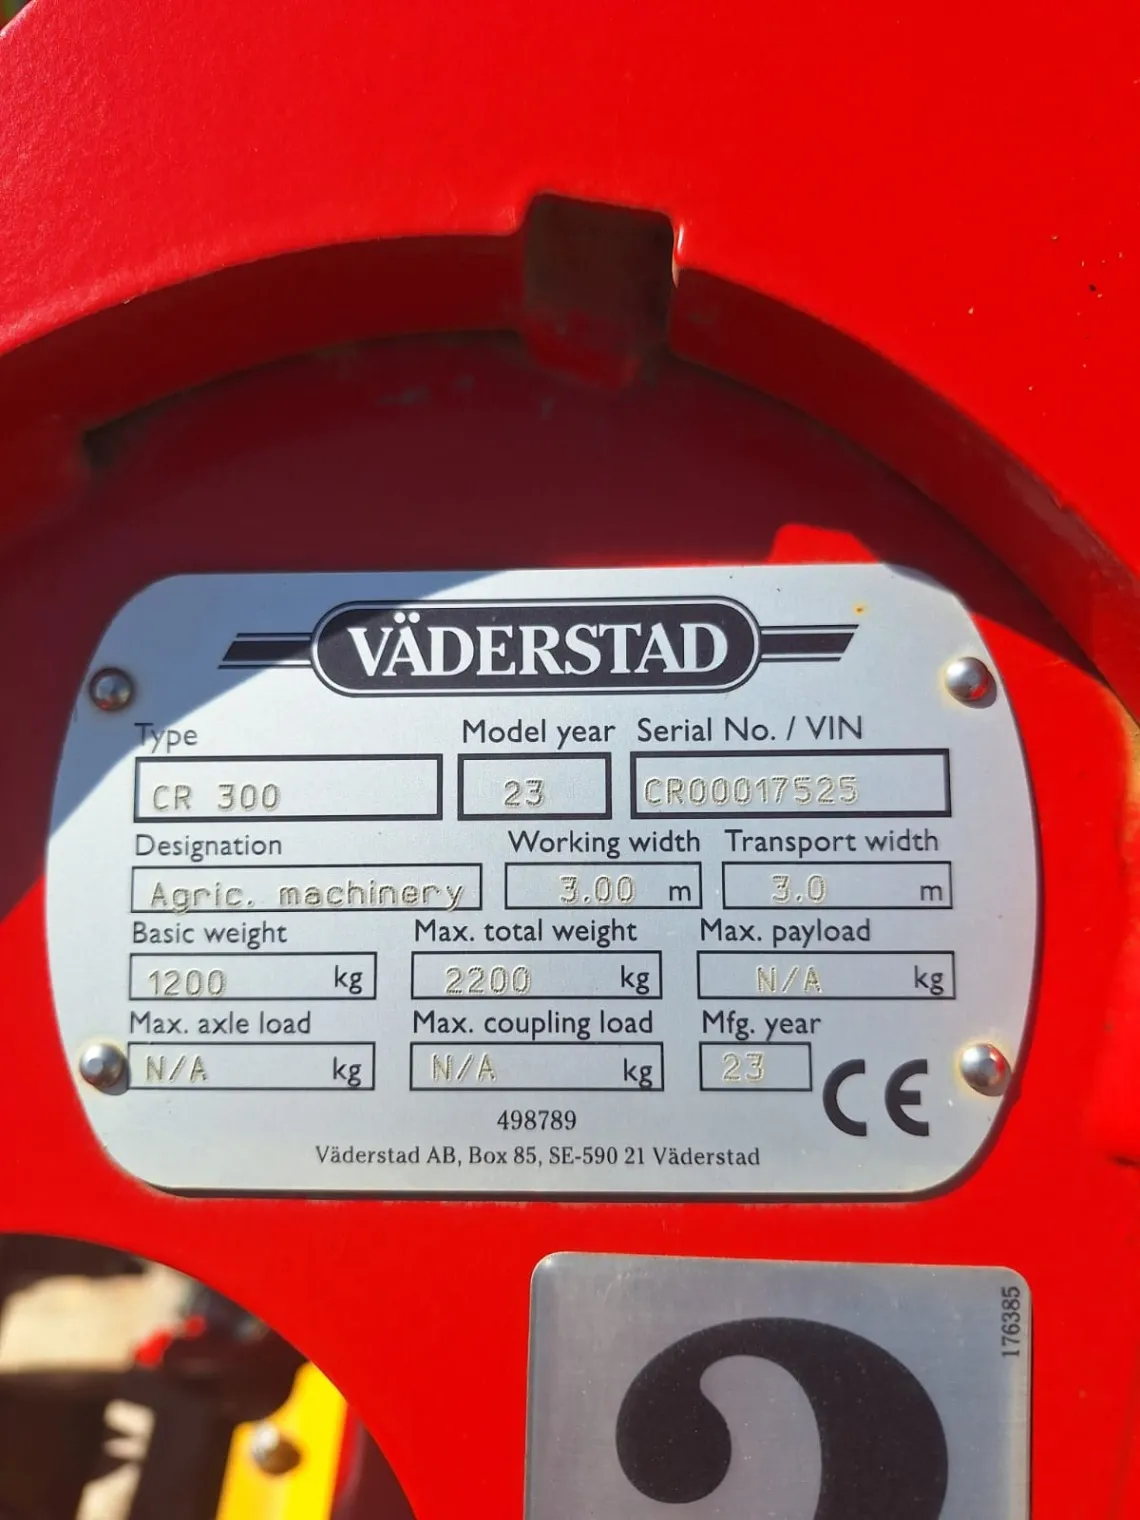 VÄDERSTAD
Type Model year Serial No. / VIN
CR 300 23 CR00017525
Designation Working width Transport width
Agric. machinery 3.00 m 3.0 m
Basic weight Max. total weight Max. payload
1200 kg 2200 kg N/A kg
Max. axle load Max. coupling load Mfg. year
N/A kg N/A kg 23 CE
498789
Väderstad AB, Box 85, SE-590 21 Väderstad
176385
2